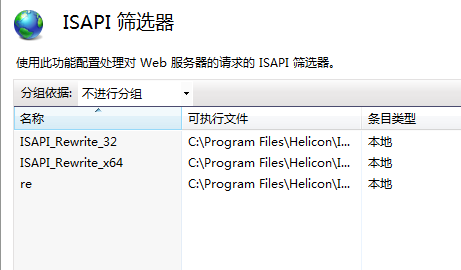 ISAPI 筛选器
使用此功能配置处理对 Web 服务器的请求的 ISAPI 筛选器。
分组依据: 不进行分组
名称 可执行文件 条目类型
ISAPI_Rewrite_32 C:\Program Files\Helicon\I... 本地
ISAPI_Rewrite_x64 C:\Program Files\Helicon\I... 本地
re C:\Program Files\Helicon\I... 本地